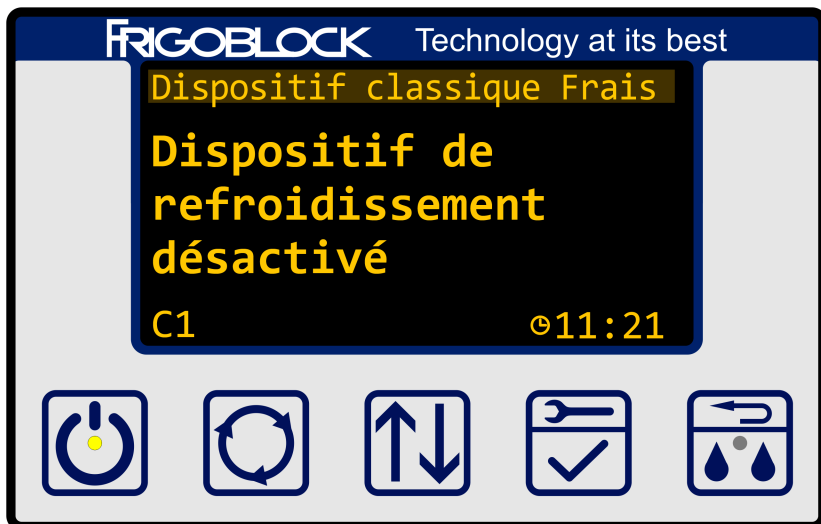 FRIGOBLOCK Technology at its best
Dispositif classique Frais
Dispositif de
refroidissement
désactivé
C1 11:21